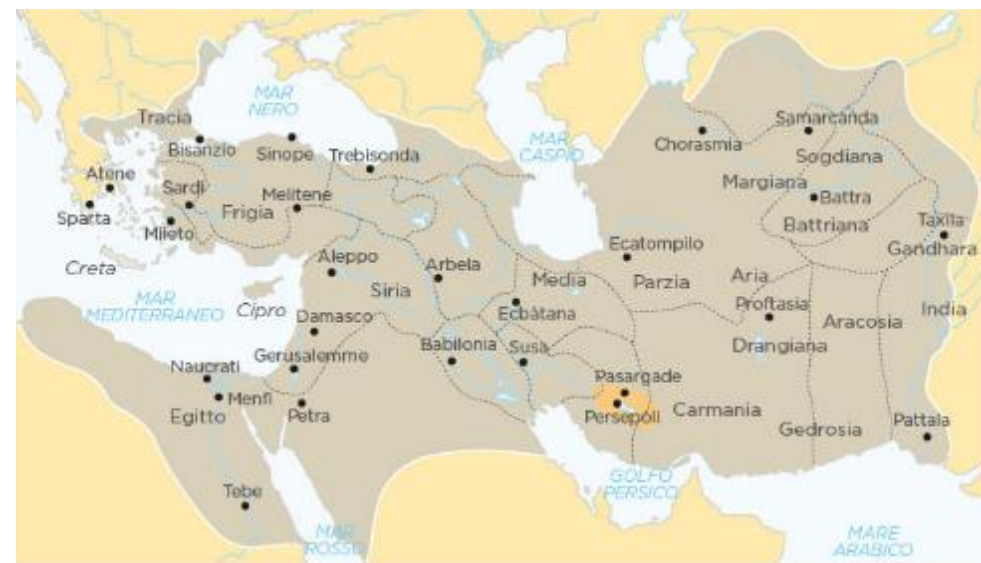 MAR
NERO
Tracia
Bisanzio
Sinope
Trebisonda
MAR
CASPIO
Chorasmia
Samarcanda
Sogdiana
Margiana
Battra
Battriana
Taxila
Gandhara
Atene
Sardi
Melitene
Frigia
Sparta
Mileto
Creta
Aleppo
Siria
Arbela
Media
Ecatompilo
Parzia
Aria
Proftasia
Ecbàtana
India
Aracosia
Drangiana
MAR
MEDITERRANEO
Cipro
Damasco
Babilonia
Susa
Gerusalemme
Naucrati
Menfi
Egitto
Petra
Pasargade
Persepoli
Carmania
Gedrosia
Pattala
Tebe
MAR
ROSSO
GOLFO
PERSICO
MARE
ARABICO